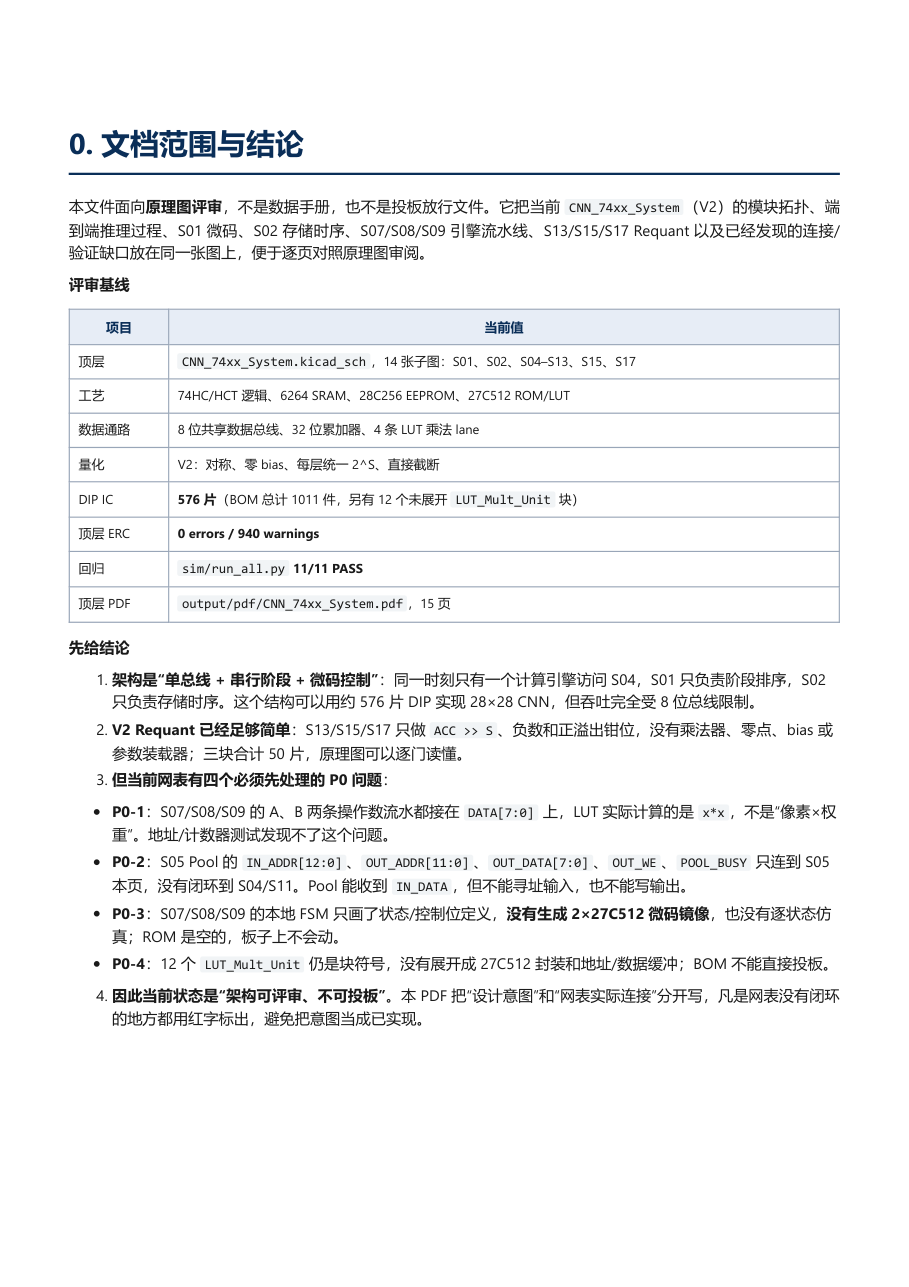 0. 文档范围与结论
本文件面向原理图评审，不是数据手册，也不是投板放行文件。它把当前 CNN_74xx_System（V2）的模块拓扑、端
到端推理过程、S01 微码、S02 存储时序、S07/S08/S09 引擎流水线、S13/S15/S17 Requant 以及已经发现的连接/
验证缺口放在同一张图上，便于逐页对照原理图审阅。
评审基线
项目 当前值
顶层 CNN_74xx_System.kicad_sch，14 张子图：S01、S02、S04–S13、S15、S17
工艺 74HC/HCT 逻辑、6264 SRAM、28C256 EEPROM、27C512 ROM/LUT
数据通路 8 位共享数据总线、32 位累加器、4 条 LUT 乘法 lane
量化 V2：对称、零 bias、每层统一 2^S、直接截断
DIP IC 576 片（BOM 总计 1011 件，另有 12 个未展开 LUT_Mult_Unit 块）
顶层 ERC 0 errors / 940 warnings
回归 sim/run_all.py 11/11 PASS
顶层 PDF output/pdf/CNN_74xx_System.pdf，15 页
先给结论
1. 架构是“单总线 + 串行阶段 + 微码控制”：同一时刻只有一个计算引擎访问 S04，S01 只负责阶段排序，S02
只负责存储时序。这个结构可以用约 576 片 DIP 实现 28×28 CNN，但吞吐完全受 8 位总线限制。
2. V2 Requant 已经足够简单：S13/S15/S17 只做 ACC >> S、负数和正溢出钳位，没有乘法器、零点、bias 或
参数装载器；三块合计 50 片，原理图可以逐门读懂。
3. 但当前网表有四个必须先处理的 P0 问题：
• P0-1：S07/S08/S09 的 A、B 两条操作数流水都接在 DATA[7:0] 上，LUT 实际计算的是 x*x，不是“像素×权
重”。地址/计数器测试发现不了这个问题。
• P0-2：S05 Pool 的 IN_ADDR[12:0]、OUT_ADDR[11:0]、OUT_DATA[7:0]、OUT_WE、POOL_BUSY 只连到 S05
本页，没有闭环到 S04/S11。Pool 能收到 IN_DATA，但不能寻址输入，也不能写输出。
• P0-3：S07/S08/S09 的本地 FSM 只画了状态/控制位定义，没有生成 2×27C512 微码镜像，也没有逐状态仿
真；ROM 是空的，板子上不会动。
• P0-4：12 个 LUT_Mult_Unit 仍是块符号，没有展开成 27C512 封装和地址/数据缓冲；BOM 不能直接投板。
4. 因此当前状态是“架构可评审、不可投板”。本 PDF 把“设计意图”和“网表实际连接”分开写，凡是网表没有闭环
的地方都用红字标出，避免把意图当成已实现。